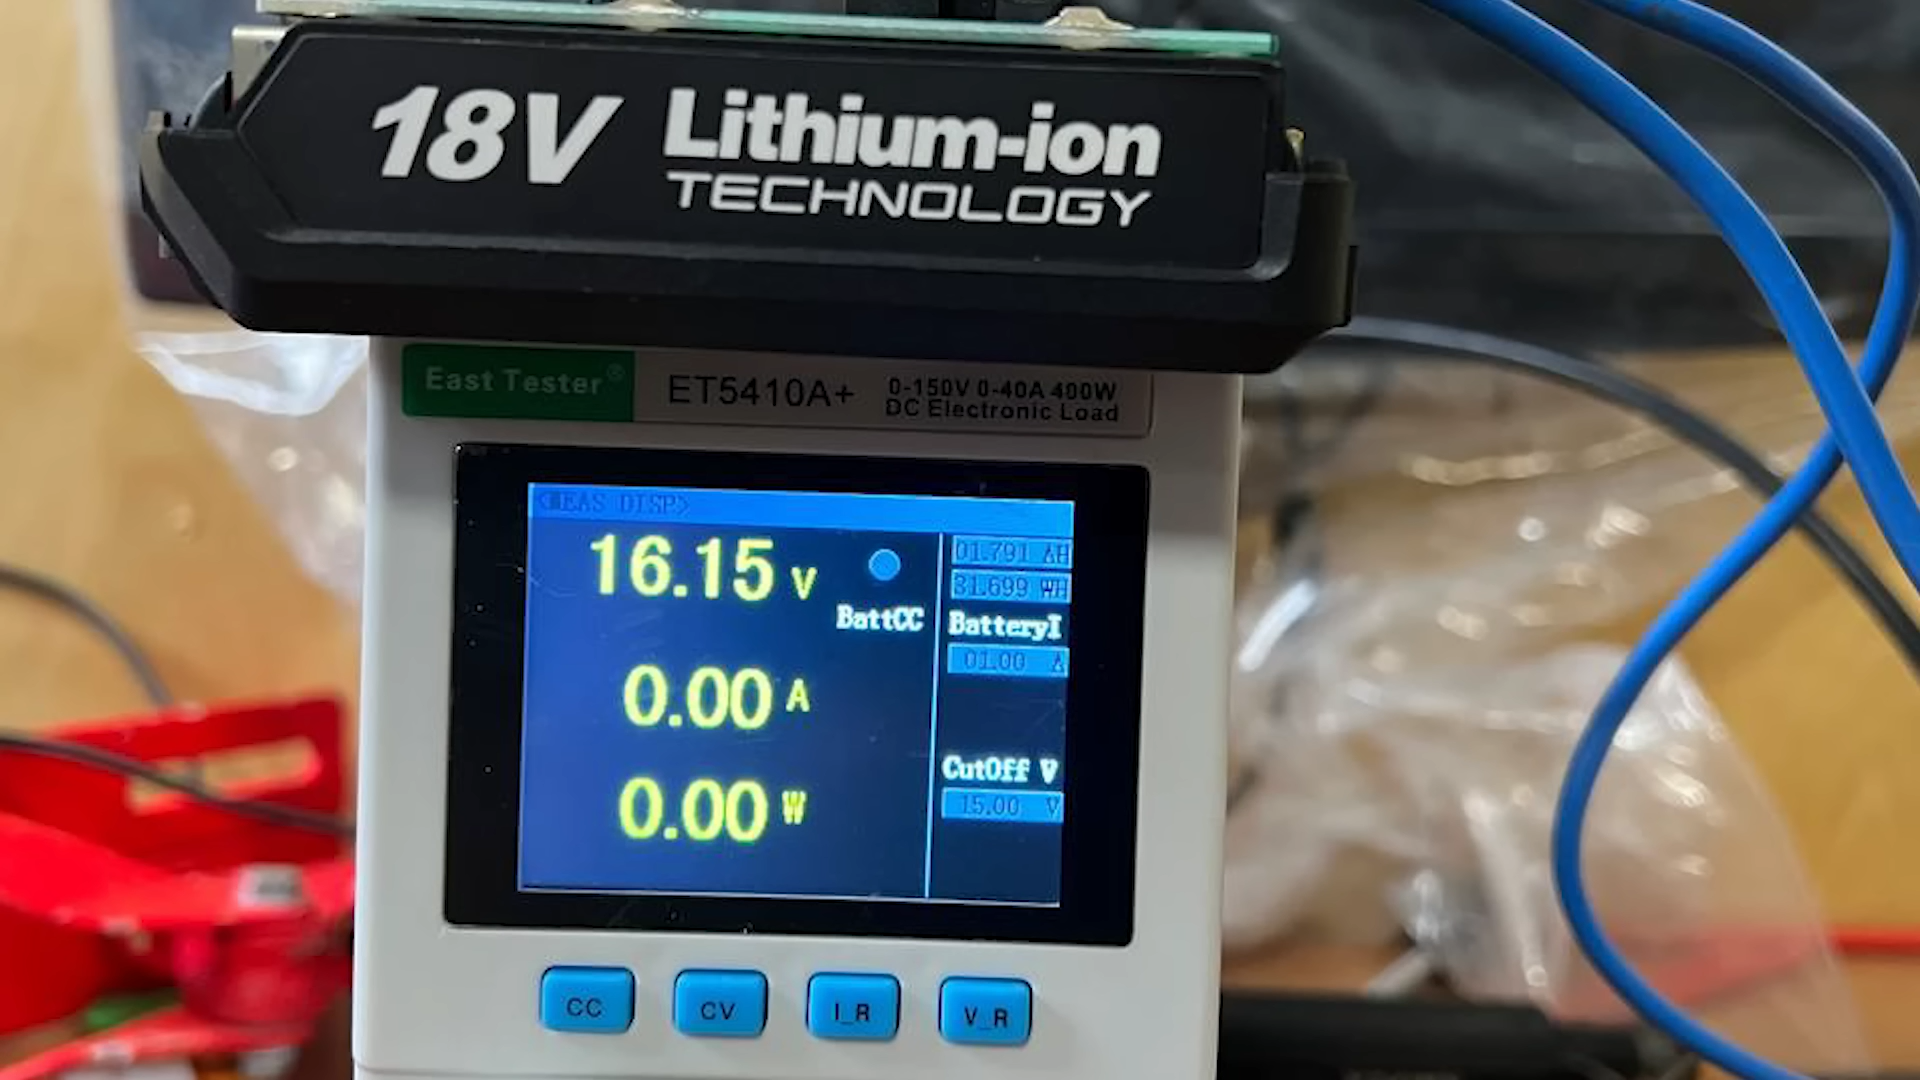 18V Lithium-ion
TECHNOLOGY
East Tester®
ET5410A+
0-150V 0-40A 400W
DC Electronic Load
<MEAS DISP>
16.15 V
BattCC
0.00 A
0.00 W
01.791 AH
31.699 WH
BatteryI
01.00 A
CutOff V
15.00 V
CC
CV
I_R
V_R